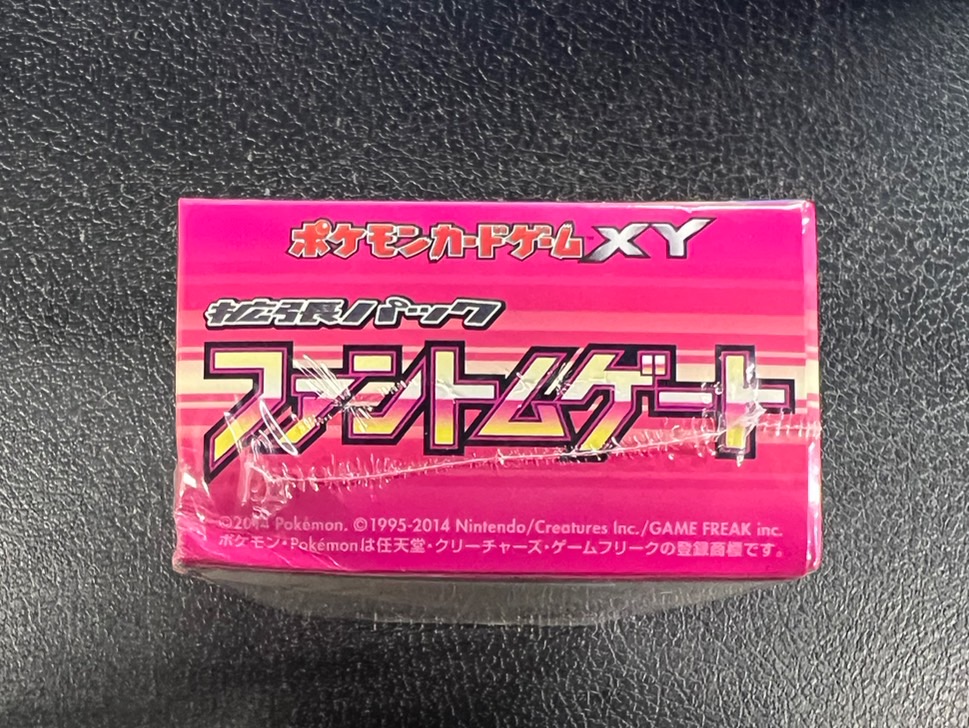 ポケモンカードゲームXY
拡張パック
ファントムゲート
©2014 Pokémon. ©1995-2014 Nintendo/Creatures Inc./GAME FREAK inc.
ポケモン・Pokémonは任天堂・クリーチャーズ・ゲームフリークの登録商標です。